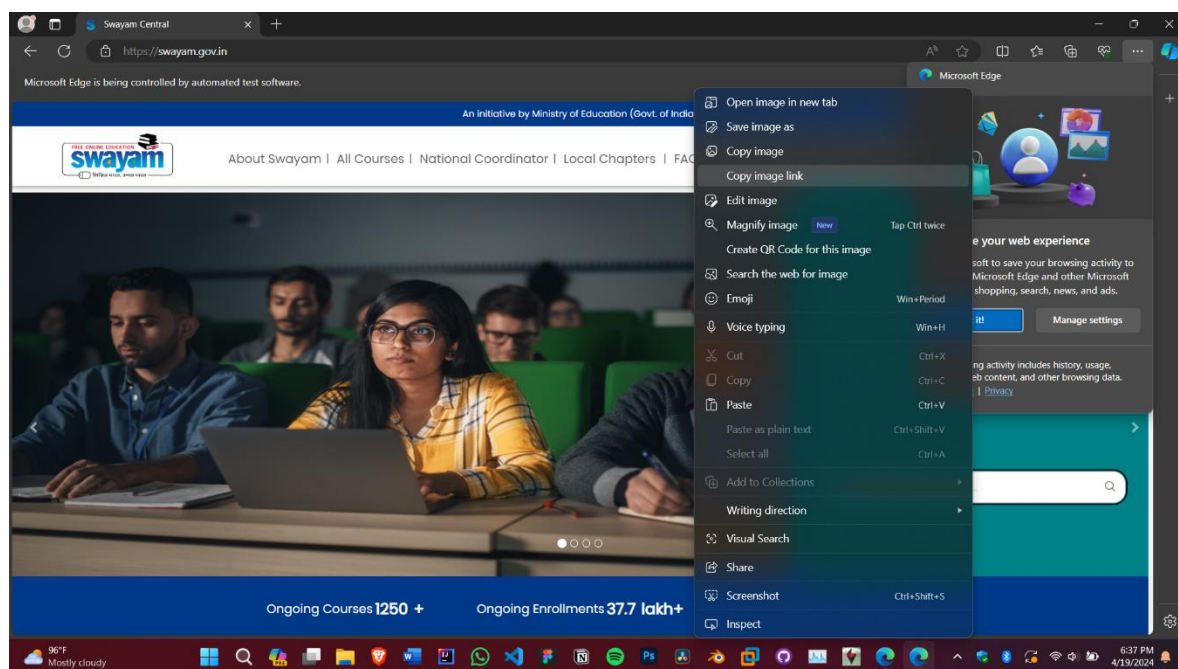 Swayam Central
https://swayam.gov.in
Microsoft Edge is being controlled by automated test software.
Microsoft Edge
An initiative by Ministry of Education (Govt. of India
FREE ONLINE EDUCATION
swayam
About Swayam | All Courses | National Coordinator | Local Chapters | FAQ
Open image in new tab
Save image as
Copy image
Copy image link
Edit image
Magnify image New Tap Ctrl twice
Create QR Code for this image
Search the web for image
Emoji Win+Period
Voice typing Win+H
Cut Ctrl+X
Copy Ctrl+C
Paste Ctrl+V
Paste as plain text Ctrl+Shift+V
Select all Ctrl+A
Add to Collections
Writing direction
Visual Search
Share
Screenshot Ctrl+Shift+S
Inspect
e your web experience
soft to save your browsing activity to
Microsoft Edge and other Microsoft
shopping, search, news, and ads.
it! Manage settings
ng activity includes history, usage,
eb content, and other browsing data.
| Privacy
Ongoing Courses 1250 + Ongoing Enrollments 37.7 lakh+
96°F
Mostly cloudy
6:37 PM
4/19/2024